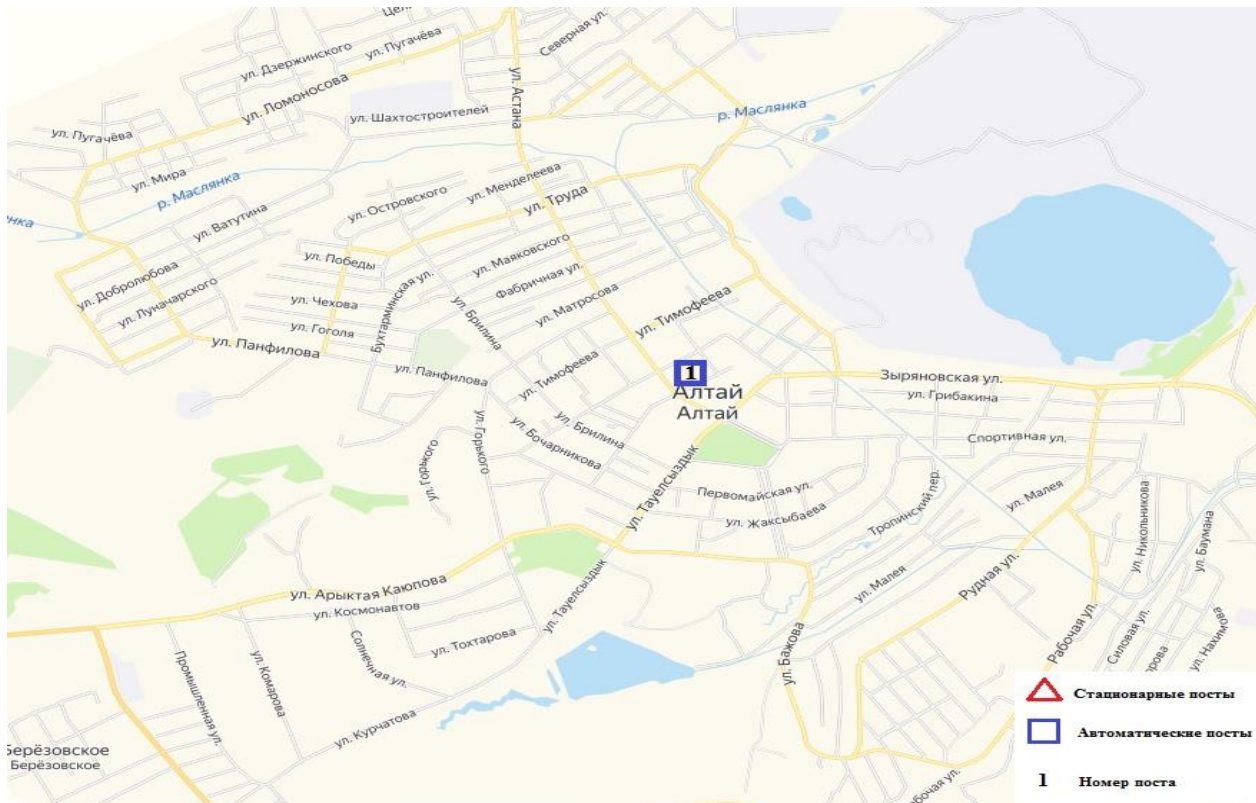 ул. Дзержинского
ул. Пугачёва
Северная ул.
ул. Ломоносова
ул. Астана
ул. Шахтостроителей
р. Маслянка
ул. Пугачёва
ул. Мира
р. Маслянка
ул. Менделеева
ул. Островского
ул. Труда
ул. Ватутина
ул. Победы
ул. Маяковского
ул. Добролюбова
Бухтарминская ул.
Фабричная ул.
ул. Луначарского
ул. Чехова
ул. Матросова
ул. Тимофеева
ул. Гоголя
ул. Брилина
ул. Панфилова
ул. Панфилова
ул. Тимофеева
1
Алтай
Алтай
Зыряновская ул.
ул. Грибакина
ул. Горького
ул. Горького
ул. Брилина
ул. Бочарникова
Спортивная ул.
ул. Тауелсыздык
Первомайская ул.
ул. Жаксыбаева
Тропинский пер.
ул. Малея
ул. Никольникова
ул. Баумана
ул. Малея
Рудная ул.
ул. Арыктая Каюпова
ул. Космонавтов
ул. Тауелсыздык
ул. Тохтарова
Солнечная ул.
ул. Бажова
Рабочая ул.
Силовая ул.
ул. Нахимова
Промышленная ул.
ул. Комарова
ул. Курчатова
Берёзовское
Стационарные посты
Автоматические посты
1 Номер поста